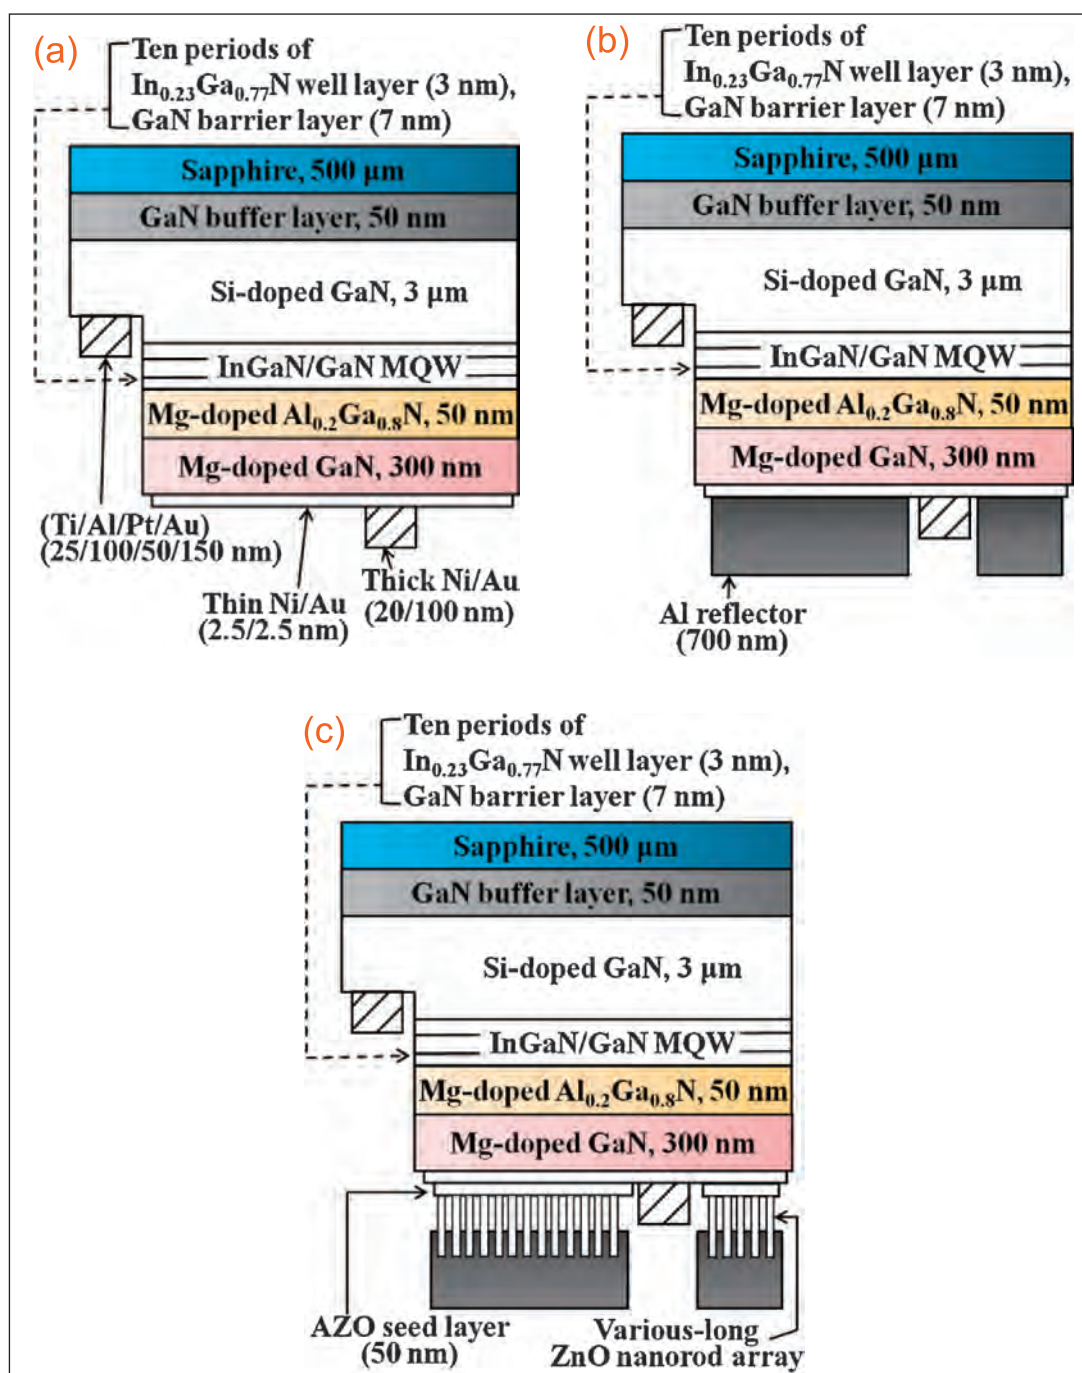 (a)
Ten periods of
In₀.₂₃Ga₀.₇₇N well layer (3 nm),
GaN barrier layer (7 nm)
Sapphire, 500 µm
GaN buffer layer, 50 nm
Si-doped GaN, 3 µm
InGaN/GaN MQW
Mg-doped Al₀.₂Ga₀.₈N, 50 nm
Mg-doped GaN, 300 nm
(Ti/Al/Pt/Au)
(25/100/50/150 nm)
Thin Ni/Au
(2.5/2.5 nm)
Thick Ni/Au
(20/100 nm)
(b)
Ten periods of
In₀.₂₃Ga₀.₇₇N well layer (3 nm),
GaN barrier layer (7 nm)
Sapphire, 500 µm
GaN buffer layer, 50 nm
Si-doped GaN, 3 µm
InGaN/GaN MQW
Mg-doped Al₀.₂Ga₀.₈N, 50 nm
Mg-doped GaN, 300 nm
Al reflector
(700 nm)
(c)
Ten periods of
In₀.₂₃Ga₀.₇₇N well layer (3 nm),
GaN barrier layer (7 nm)
Sapphire, 500 µm
GaN buffer layer, 50 nm
Si-doped GaN, 3 µm
InGaN/GaN MQW
Mg-doped Al₀.₂Ga₀.₈N, 50 nm
Mg-doped GaN, 300 nm
AZO seed layer
(50 nm)
Various-long
ZnO nanorod array